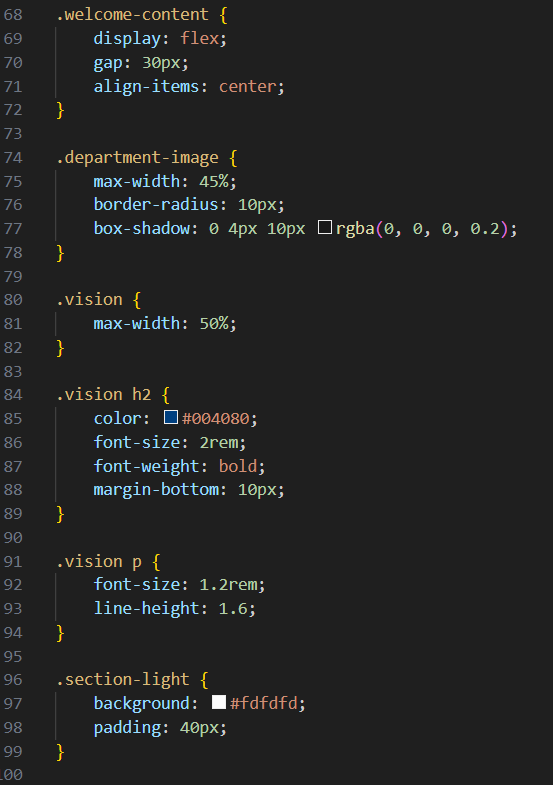 68 .welcome-content {
69     display: flex;
70     gap: 30px;
71     align-items: center;
72 }
73
74 .department-image {
75     max-width: 45%;
76     border-radius: 10px;
77     box-shadow: 0 4px 10px rgba(0, 0, 0, 0.2);
78 }
79
80 .vision {
81     max-width: 50%;
82 }
83
84 .vision h2 {
85     color: #004080;
86     font-size: 2rem;
87     font-weight: bold;
88     margin-bottom: 10px;
89 }
90
91 .vision p {
92     font-size: 1.2rem;
93     line-height: 1.6;
94 }
95
96 .section-light {
97     background: #fdfdfd;
98     padding: 40px;
99 }
100